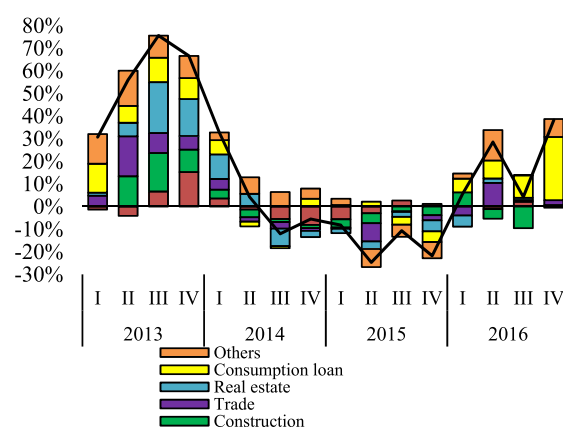 80%
70%
60%
50%
40%
30%
20%
10%
0%
-10%
-20%
-30%
I II III IV I II III IV I II III IV I II III IV
2013 2014 2015 2016
Others
Consumption loan
Real estate
Trade
Construction